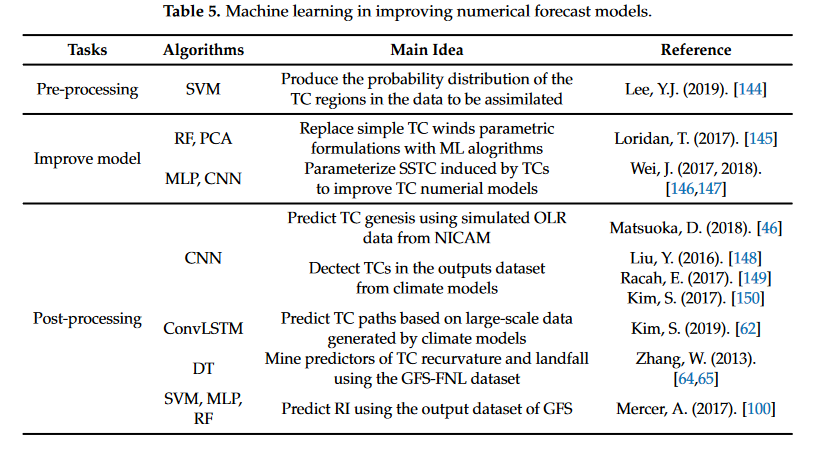 Table 5. Machine learning in improving numerical forecast models.
Tasks Algorithms Main Idea Reference
Pre-processing SVM Produce the probability distribution of the
TC regions in the data to be assimilated Lee, Y.J. (2019). [144]
Improve model
RF, PCA Replace simple TC winds parametric
formulations with ML alogrithms Loridan, T. (2017). [145]
MLP, CNN Parameterize SSTC induced by TCs
to improve TC numerial models Wei, J. (2017, 2018).
[146,147]
Post-processing
CNN
Predict TC genesis using simulated OLR
data from NICAM Matsuoka, D. (2018). [46]
Dectect TCs in the outputs dataset
from climate models
Liu, Y. (2016). [148]
Racah, E. (2017). [149]
Kim, S. (2017). [150]
ConvLSTM Predict TC paths based on large-scale data
generated by climate models Kim, S. (2019). [62]
DT Mine predictors of TC recurvature and landfall
using the GFS-FNL dataset Zhang, W. (2013).
[64,65]
SVM, MLP,
RF Predict RI using the output dataset of GFS Mercer, A. (2017). [100]